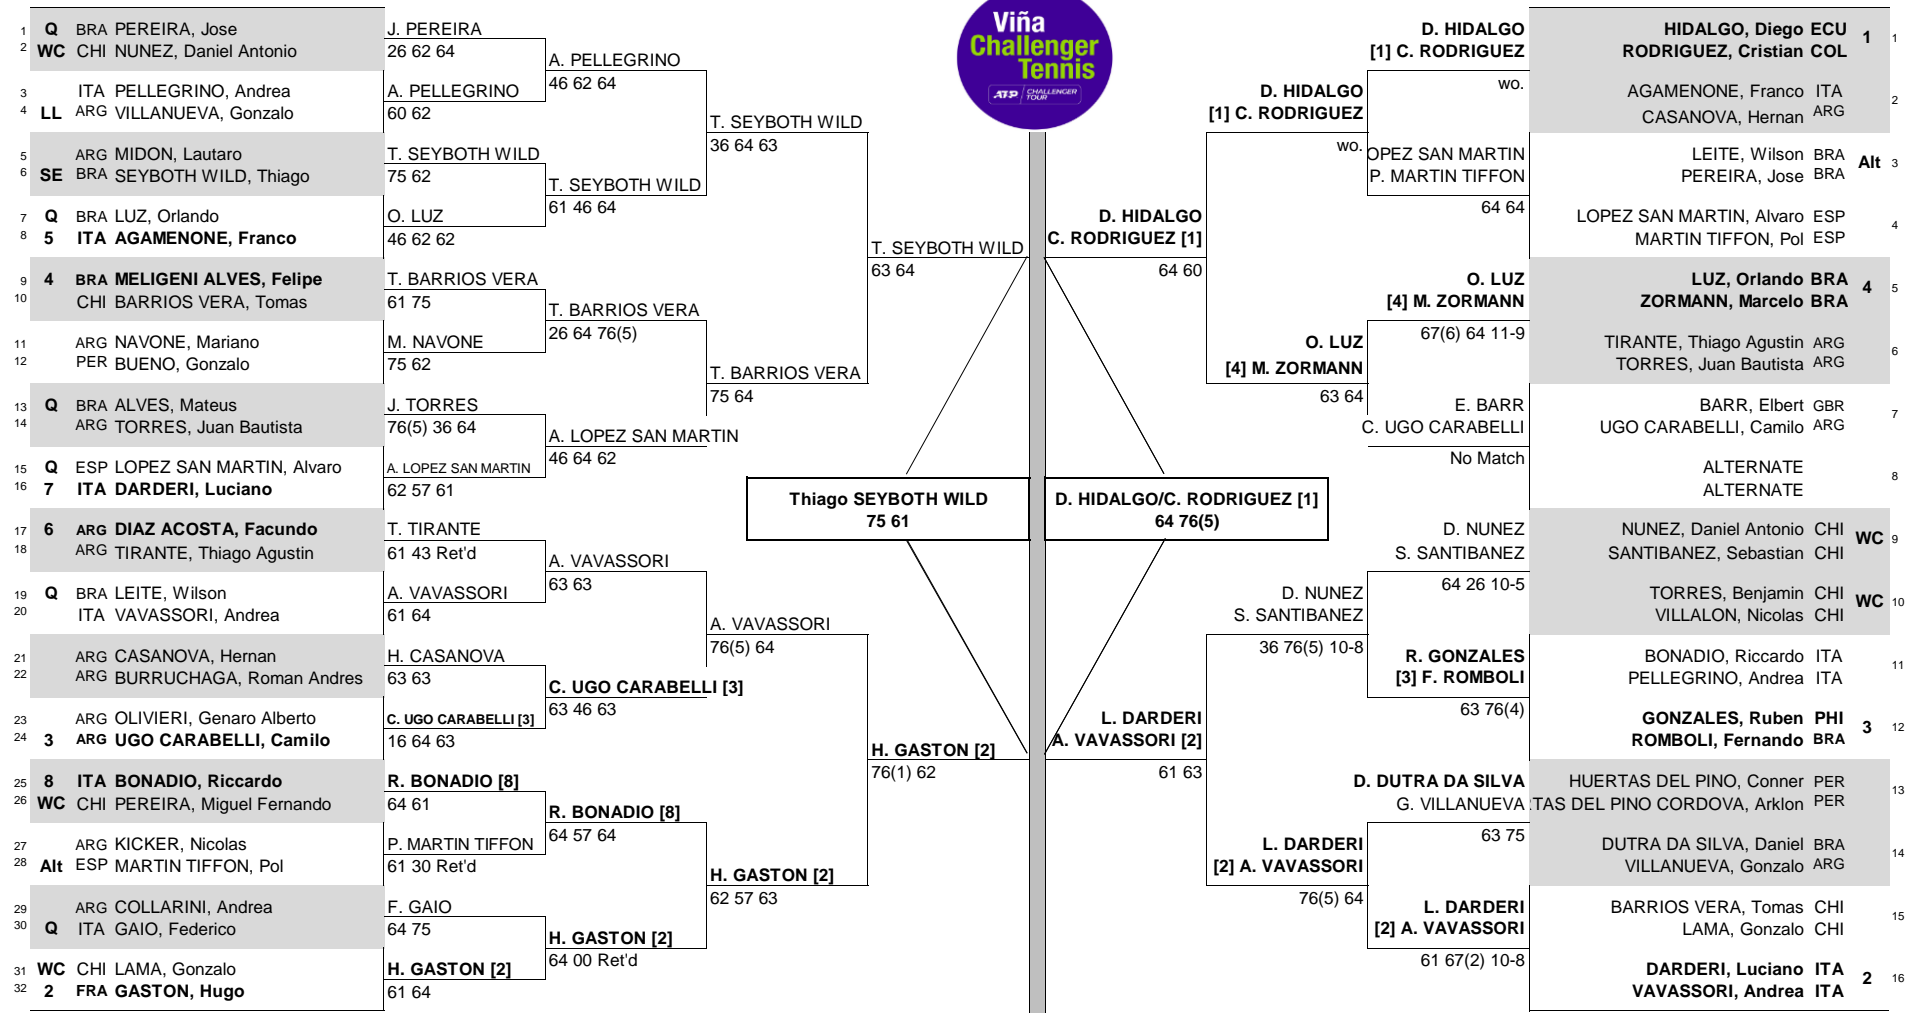 Viña
Challenger
Tennis
ATP CHALLENGER
TOUR
1 Q BRA PEREIRA, Jose
2 WC CHI NUNEZ, Daniel Antonio
3 ITA PELLEGRINO, Andrea
4 LL ARG VILLANUEVA, Gonzalo
5 ARG MIDON, Lautaro
6 SE BRA SEYBOTH WILD, Thiago
7 Q BRA LUZ, Orlando
8 5 ITA AGAMENONE, Franco
9 4 BRA MELIGENI ALVES, Felipe
10 CHI BARRIOS VERA, Tomas
11 ARG NAVONE, Mariano
12 PER BUENO, Gonzalo
13 Q BRA ALVES, Mateus
14 ARG TORRES, Juan Bautista
15 Q ESP LOPEZ SAN MARTIN, Alvaro
16 7 ITA DARDERI, Luciano
17 6 ARG DIAZ ACOSTA, Facundo
18 ARG TIRANTE, Thiago Agustin
19 Q BRA LEITE, Wilson
20 ITA VAVASSORI, Andrea
21 ARG CASANOVA, Hernan
22 ARG BURRUCHAGA, Roman Andres
23 ARG OLIVIERI, Genaro Alberto
24 3 ARG UGO CARABELLI, Camilo
25 8 ITA BONADIO, Riccardo
26 WC CHI PEREIRA, Miguel Fernando
27 ARG KICKER, Nicolas
28 Alt ESP MARTIN TIFFON, Pol
29 ARG COLLARINI, Andrea
30 Q ITA GAIO, Federico
31 WC CHI LAMA, Gonzalo
32 2 FRA GASTON, Hugo
J. PEREIRA
26 62 64
A. PELLEGRINO
60 62
T. SEYBOTH WILD
75 62
O. LUZ
46 62 62
T. BARRIOS VERA
61 75
M. NAVONE
75 62
J. TORRES
76(5) 36 64
A. LOPEZ SAN MARTIN
62 57 61
T. TIRANTE
61 43 Ret'd
A. VAVASSORI
61 64
H. CASANOVA
63 63
C. UGO CARABELLI [3]
16 64 63
R. BONADIO [8]
64 61
P. MARTIN TIFFON
61 30 Ret'd
F. GAIO
64 75
H. GASTON [2]
61 64
A. PELLEGRINO
46 62 64
T. SEYBOTH WILD
61 46 64
T. BARRIOS VERA
26 64 76(5)
A. LOPEZ SAN MARTIN
46 64 62
A. VAVASSORI
63 63
C. UGO CARABELLI [3]
63 46 63
R. BONADIO [8]
64 57 64
H. GASTON [2]
64 00 Ret'd
T. SEYBOTH WILD
36 64 63
T. BARRIOS VERA
75 64
A. VAVASSORI
76(5) 64
H. GASTON [2]
62 57 63
T. SEYBOTH WILD
63 64
H. GASTON [2]
76(1) 62
Thiago SEYBOTH WILD
75 61
D. HIDALGO/C. RODRIGUEZ [1]
64 76(5)
D. HIDALGO
C. RODRIGUEZ [1]
64 60
L. DARDERI
A. VAVASSORI [2]
61 63
D. HIDALGO
[1] C. RODRIGUEZ
wo.
O. LUZ
[4] M. ZORMANN
63 64
D. NUNEZ
S. SANTIBANEZ
36 76(5) 10-8
L. DARDERI
[2] A. VAVASSORI
76(5) 64
D. HIDALGO
[1] C. RODRIGUEZ
wo.
OPEZ SAN MARTIN
P. MARTIN TIFFON
64 64
O. LUZ
[4] M. ZORMANN
67(6) 64 11-9
E. BARR
C. UGO CARABELLI
No Match
D. NUNEZ
S. SANTIBANEZ
64 26 10-5
R. GONZALES
[3] F. ROMBOLI
63 76(4)
D. DUTRA DA SILVA
G. VILLANUEVA
63 75
L. DARDERI
[2] A. VAVASSORI
61 67(2) 10-8
HIDALGO, Diego ECU 1 1
RODRIGUEZ, Cristian COL
AGAMENONE, Franco ITA 2
CASANOVA, Hernan ARG
LEITE, Wilson BRA Alt 3
PEREIRA, Jose BRA
LOPEZ SAN MARTIN, Alvaro ESP 4
MARTIN TIFFON, Pol ESP
LUZ, Orlando BRA 4 5
ZORMANN, Marcelo BRA
TIRANTE, Thiago Agustin ARG 6
TORRES, Juan Bautista ARG
BARR, Elbert GBR 7
UGO CARABELLI, Camilo ARG
ALTERNATE 8
ALTERNATE
NUNEZ, Daniel Antonio CHI WC 9
SANTIBANEZ, Sebastian CHI
TORRES, Benjamin CHI WC 10
VILLALON, Nicolas CHI
BONADIO, Riccardo ITA 11
PELLEGRINO, Andrea ITA
GONZALES, Ruben PHI 3 12
ROMBOLI, Fernando BRA
HUERTAS DEL PINO, Conner PER 13
TAS DEL PINO CORDOVA, Arklon PER
DUTRA DA SILVA, Daniel BRA 14
VILLANUEVA, Gonzalo ARG
BARRIOS VERA, Tomas CHI 15
LAMA, Gonzalo CHI
DARDERI, Luciano ITA 2 16
VAVASSORI, Andrea ITA